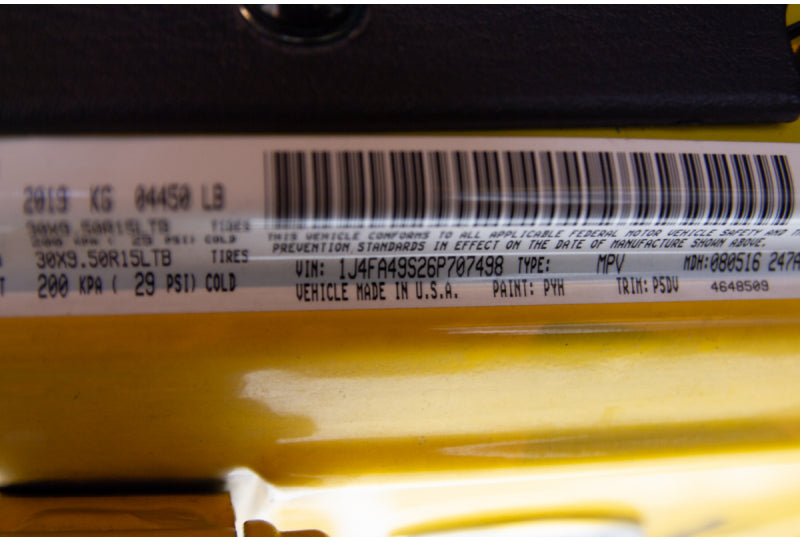 2019 KG 04450 LB
30X9.50R15LTB TIRES
200 KPA ( 29 PSI) COLD
THIS VEHICLE CONFORMS TO ALL APPLICABLE FEDERAL MOTOR VEHICLE SAFETY AND
PREVENTION STANDARDS IN EFFECT ON THE DATE OF MANUFACTURE SHOWN ABOVE.
30X9.50R15LTB TIRES VIN: 1J4FA49S26P707498 TYPE: MPV MDH:080516 247A
200 KPA ( 29 PSI) COLD VEHICLE MADE IN U.S.A. PAINT: PYH TRIM: P5DV 4648509